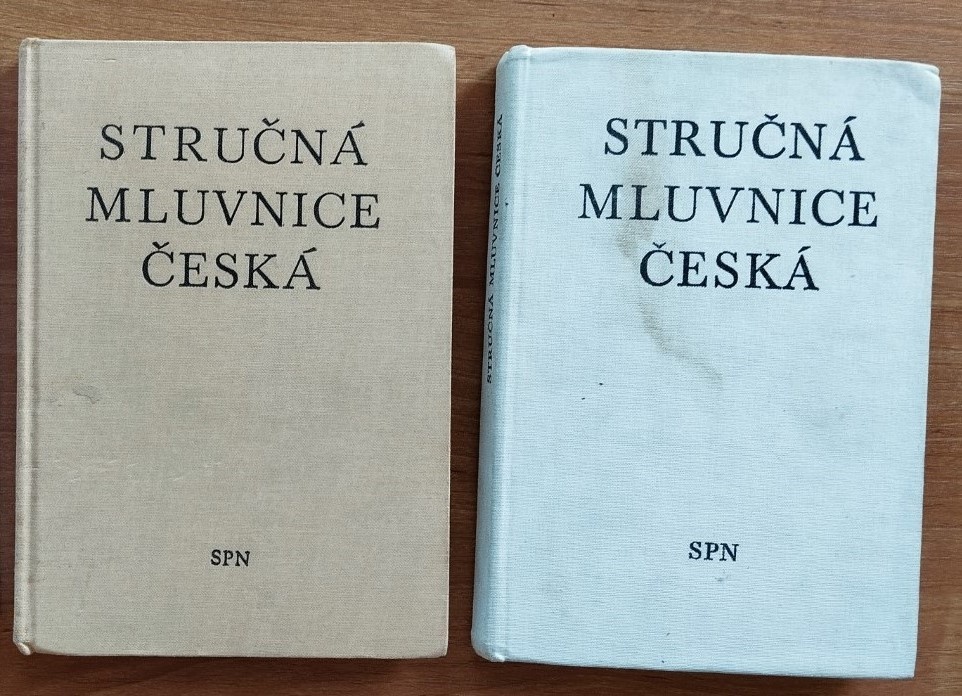 STRUČNÁ
MLUVNICE
ČESKÁ
SPN
STRUČNÁ MLUVNICE ČESKÁ
STRUČNÁ
MLUVNICE
ČESKÁ
SPN